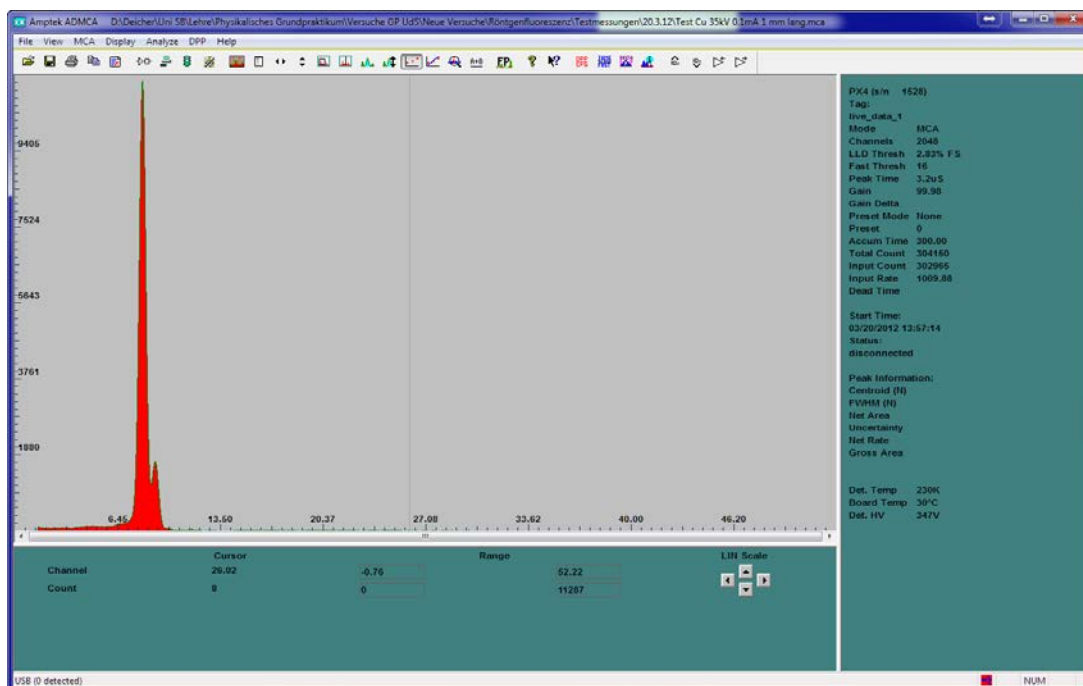 Amptek ADMCA D:\Deicher\Uni SB\Lehre\Physikalisches Grundpraktikum\Versuche GP UdS\Neue Versuche\Röntgenfluoreszenz\Testmessungen\20.3.12\Test Cu 35kV 0.1mA 1 mm lang.mca
File View MCA Display Analyze DPP Help
9405
7524
5643
3761
1880
6.45 13.50 20.37 27.08 33.62 40.00 46.20
PX4 (s/n 1528)
Tag:
live_data_1
Mode MCA
Channels 2048
LLD Thresh 2.83% FS
Fast Thresh 16
Peak Time 3.2uS
Gain 99.98
Gain Delta
Preset Mode None
Preset 0
Accum Time 300.00
Total Count 304160
Input Count 302965
Input Rate 1009.88
Dead Time
Start Time:
03/20/2012 13:57:14
Status:
disconnected
Peak Information:
Centroid (N)
FWHM (N)
Net Area
Uncertainty
Net Rate
Gross Area
Det. Temp 230K
Board Temp 30°C
Det. HV 347V
Cursor Range LIN Scale
Channel 26.02 -0.76 52.22
Count 8 0 11287
USB (0 detected) NUM